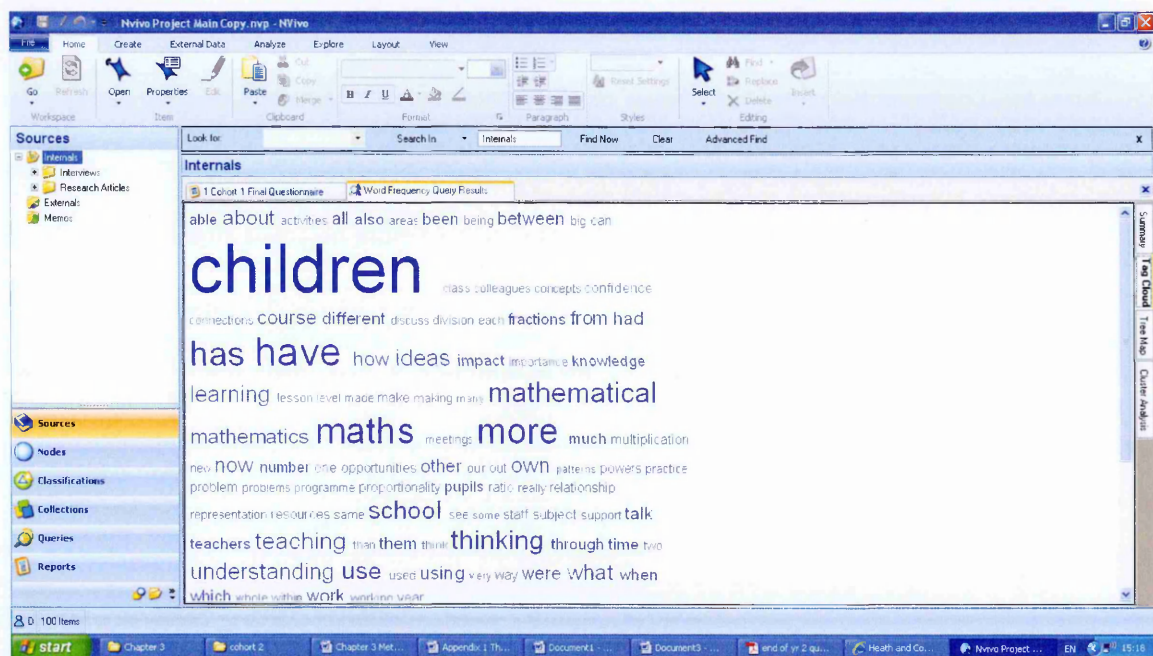 Nvivo Project Main Copy.nvp - NVivo
File Home Create External Data Analyze Explore Layout View
Go Refresh Open Properties Edit Paste Cut Copy Merge B I U Reset Settings Select Find Replace Delete Insert
Workspace Item Clipboard Format Paragraph Styles Editing
Sources
Internals
Interviews
Research Articles
Externals
Memos
Look for: Search In Internals Find Now Clear Advanced Find x
Internals
1 Cohort 1 Final Questionnaire Word Frequency Query Results
able about activities all also areas been being between big can
children class colleagues concepts confidence
connections course different discuss division each fractions from had
has have how ideas impact importance knowledge
learning lesson level made make making many mathematical
mathematics maths meetings more much multiplication
new now number one opportunities other our out own patterns powers practice
problem problems programme proportionality pupils ratio really relationship
representation resources same school see some staff subject support talk
teachers teaching than them think thinking through time two
understanding use used using very way were what when
which whole within work working year
Summary
Tag Cloud
Tree Map
Cluster Analysis
Sources
Nodes
Classifications
Collections
Queries
Reports
D 100 Items
start Chapter 3 cohort 2 Chapter 3 Met... Appendix 1 Th... Document1 - ... Document3 - ... end of yr 2 qu... Heath and Co... Nvivo Project ... EN 15:16